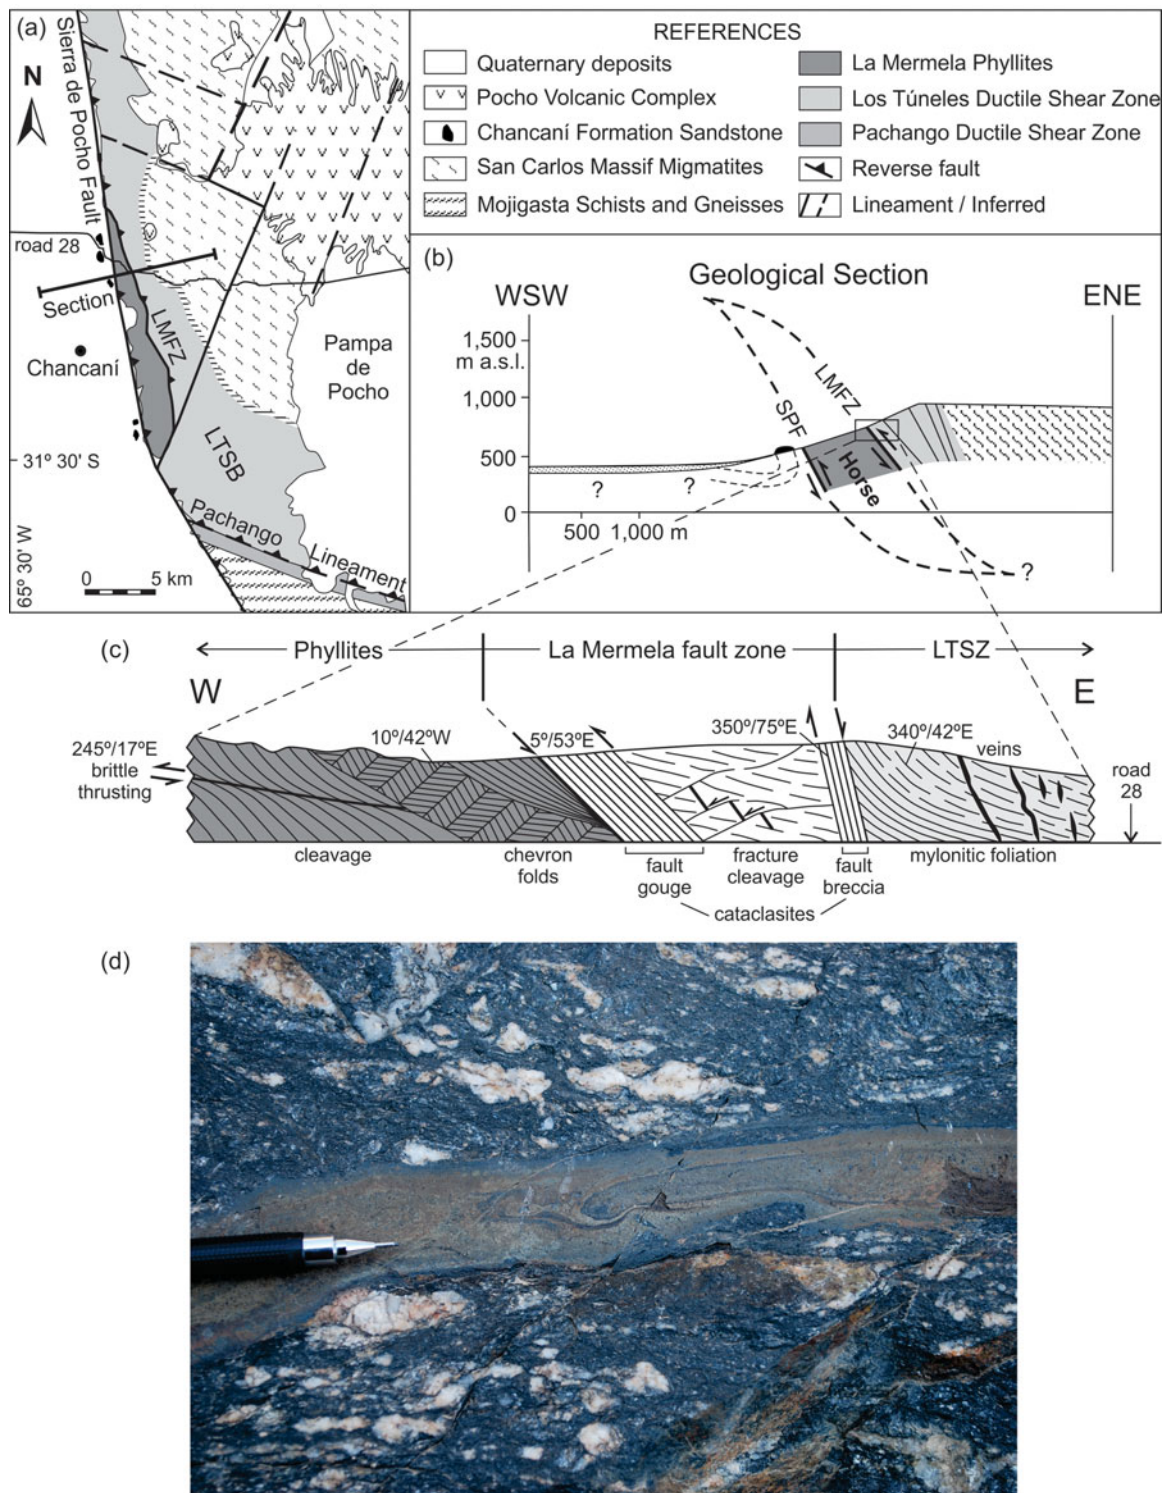 (a)
Sierra de Pocho Fault
N
road 28
Section
Chancaní
LMFZ
LTSB
Pampa
de
Pocho
31º 30' S
65º 30' W
Pachango
Lineament
0 5 km
REFERENCES
Quaternary deposits
Pocho Volcanic Complex
Chancaní Formation Sandstone
San Carlos Massif Migmatites
Mojigasta Schists and Gneisses
La Mermela Phyllites
Los Túneles Ductile Shear Zone
Pachango Ductile Shear Zone
Reverse fault
Lineament / Inferred
(b)
Geological Section
WSW ENE
1,500
m a.s.l.
1,000
500
0
500 1,000 m
SPF
LMFZ
Horse
? ?
?
(c)
Phyllites La Mermela fault zone LTSZ
W E
245º/17ºE
brittle
thrusting
10º/42ºW
5º/53ºE
350º/75ºE
340º/42ºE
veins
road
28
cleavage
chevron
folds
fault
gouge
fracture
cleavage
fault
breccia
mylonitic foliation
cataclasites
(d)